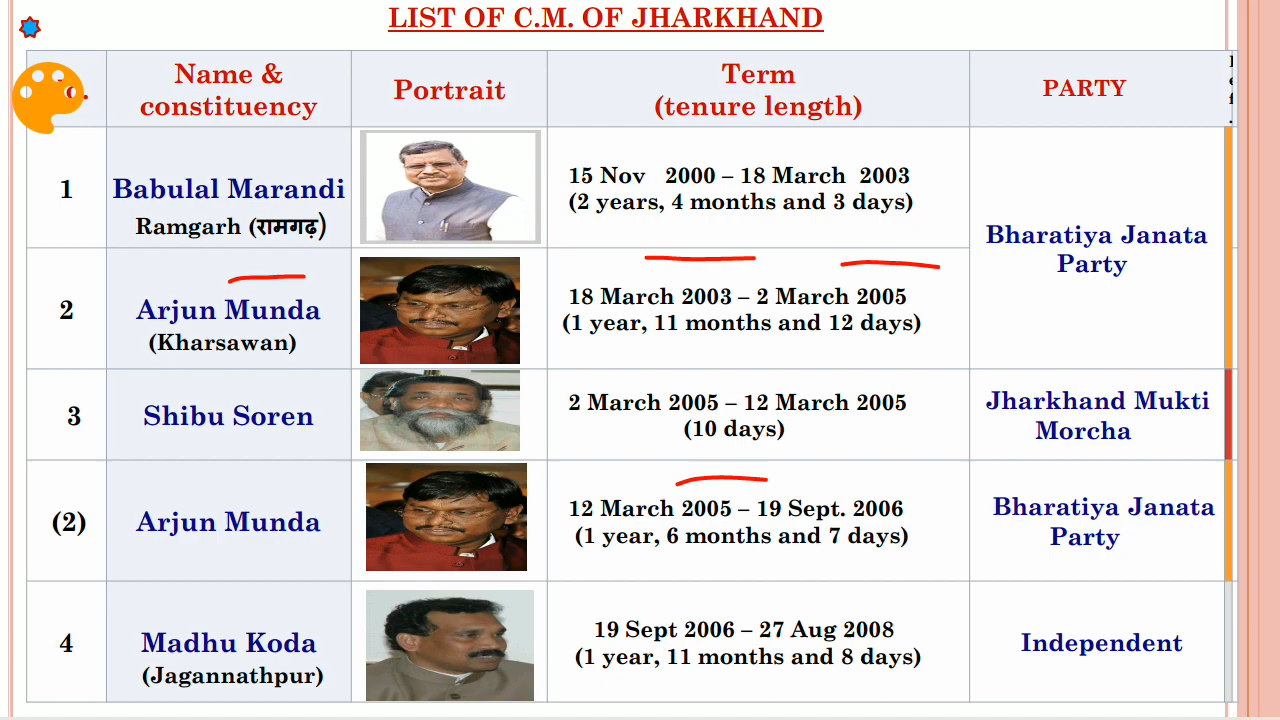 LIST OF C.M. OF JHARKHAND
Name &
constituency
Portrait
Term
(tenure length)
PARTY
1
Babulal Marandi
Ramgarh (रामगढ़)
15 Nov 2000 – 18 March 2003
(2 years, 4 months and 3 days)
Bharatiya Janata
Party
2
Arjun Munda
(Kharsawan)
18 March 2003 – 2 March 2005
(1 year, 11 months and 12 days)
3
Shibu Soren
2 March 2005 – 12 March 2005
(10 days)
Jharkhand Mukti
Morcha
(2)
Arjun Munda
12 March 2005 – 19 Sept. 2006
(1 year, 6 months and 7 days)
Bharatiya Janata
Party
4
Madhu Koda
(Jagannathpur)
19 Sept 2006 – 27 Aug 2008
(1 year, 11 months and 8 days)
Independent